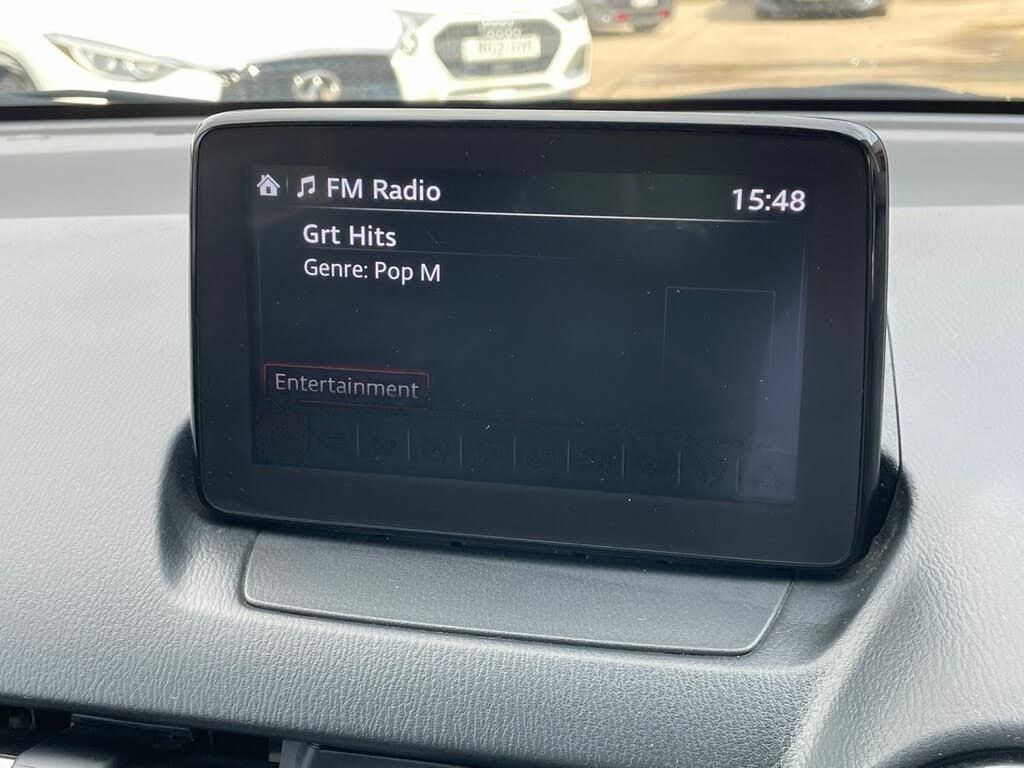 FM Radio
15:48
Grt Hits
Genre: Pop M
Entertainment